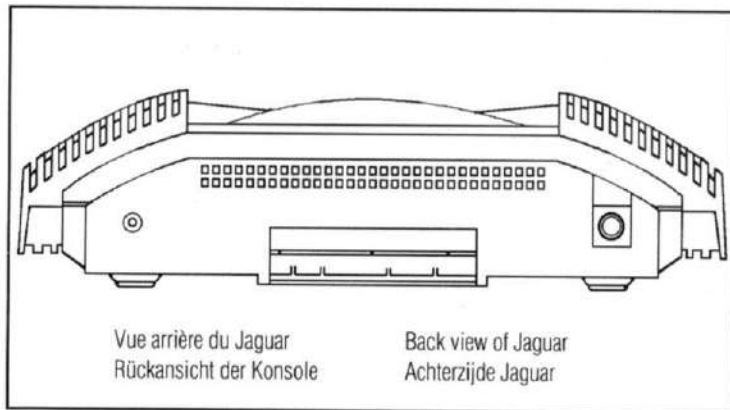 Vue arrière du Jaguar
Rückansicht der Konsole
Back view of Jaguar
Achterzijde Jaguar